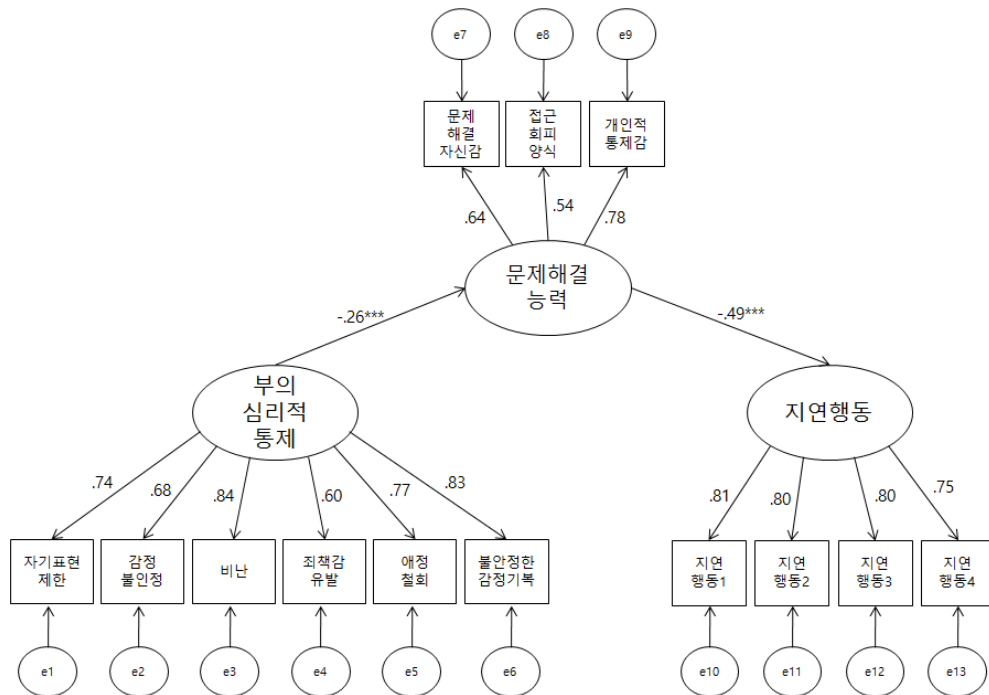 e7
e8
e9
문제
해결
자신감
접근
회피
양식
개인적
통제감
.64
.54
.78
문제해결
능력
-.26***
-.49***
부의
심리적
통제
지연행동
.74
.68
.84
.60
.77
.83
.81
.80
.80
.75
자기표현
제한
감정
불인정
비난
죄책감
유발
애정
철회
불안정한
감정기복
지연
행동1
지연
행동2
지연
행동3
지연
행동4
e1
e2
e3
e4
e5
e6
e10
e11
e12
e13